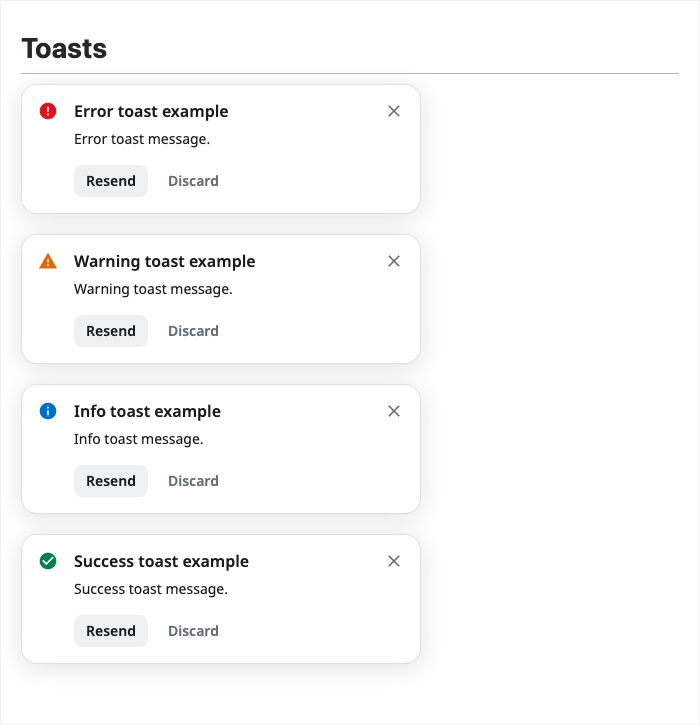 Toasts
Error toast example
Error toast message.
Resend Discard
Warning toast example
Warning toast message.
Resend Discard
Info toast example
Info toast message.
Resend Discard
Success toast example
Success toast message.
Resend Discard